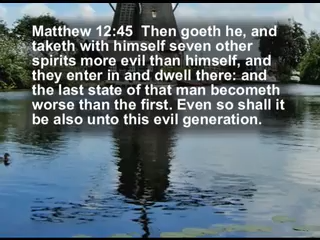 Matthew 12:45  Then goeth he, and
taketh with himself seven other
spirits more evil than himself, and
they enter in and dwell there: and
the last state of that man becometh
worse than the first. Even so shall it
be also unto this evil generation.